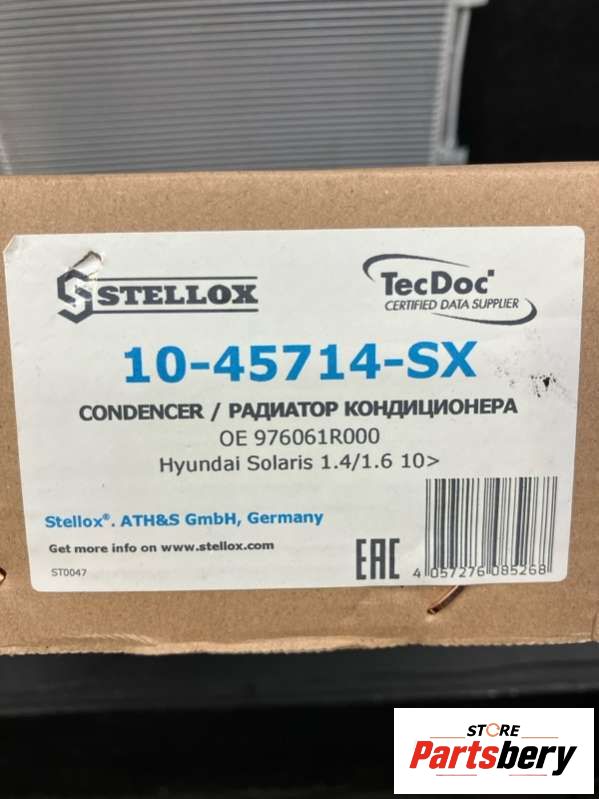 STELLOX
TecDoc
CERTIFIED DATA SUPPLIER
10-45714-SX
CONDENCER / РАДИАТОР КОНДИЦИОНЕРА
OE 976061R000
Hyundai Solaris 1.4/1.6 10>
Stellox®. ATH&S GmbH, Germany
Get more info on www.stellox.com
ST0047
EAC
4 057276 085268
STORE
Partsbery